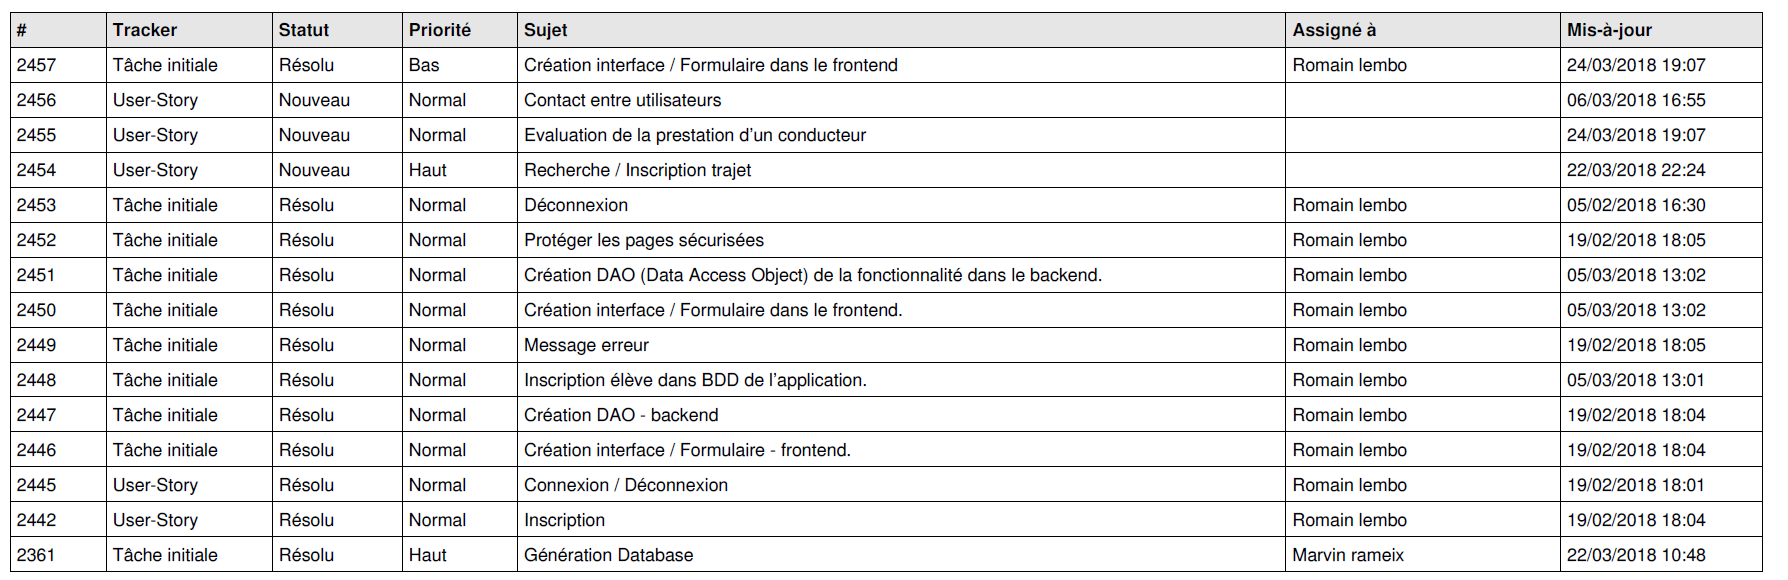 # Tracker Statut Priorité Sujet Assigné à Mis-à-jour
2457 Tâche initiale Résolu Bas Création interface / Formulaire dans le frontend Romain lembo 24/03/2018 19:07
2456 User-Story Nouveau Normal Contact entre utilisateurs 06/03/2018 16:55
2455 User-Story Nouveau Normal Evaluation de la prestation d’un conducteur 24/03/2018 19:07
2454 User-Story Nouveau Haut Recherche / Inscription trajet 22/03/2018 22:24
2453 Tâche initiale Résolu Normal Déconnexion Romain lembo 05/02/2018 16:30
2452 Tâche initiale Résolu Normal Protéger les pages sécurisées Romain lembo 19/02/2018 18:05
2451 Tâche initiale Résolu Normal Création DAO (Data Access Object) de la fonctionnalité dans le backend. Romain lembo 05/03/2018 13:02
2450 Tâche initiale Résolu Normal Création interface / Formulaire dans le frontend. Romain lembo 05/03/2018 13:02
2449 Tâche initiale Résolu Normal Message erreur Romain lembo 19/02/2018 18:05
2448 Tâche initiale Résolu Normal Inscription élève dans BDD de l’application. Romain lembo 05/03/2018 13:01
2447 Tâche initiale Résolu Normal Création DAO - backend Romain lembo 19/02/2018 18:04
2446 Tâche initiale Résolu Normal Création interface / Formulaire - frontend. Romain lembo 19/02/2018 18:04
2445 User-Story Résolu Normal Connexion / Déconnexion Romain lembo 19/02/2018 18:01
2442 User-Story Résolu Normal Inscription Romain lembo 19/02/2018 18:04
2361 Tâche initiale Résolu Haut Génération Database Marvin rameix 22/03/2018 10:48